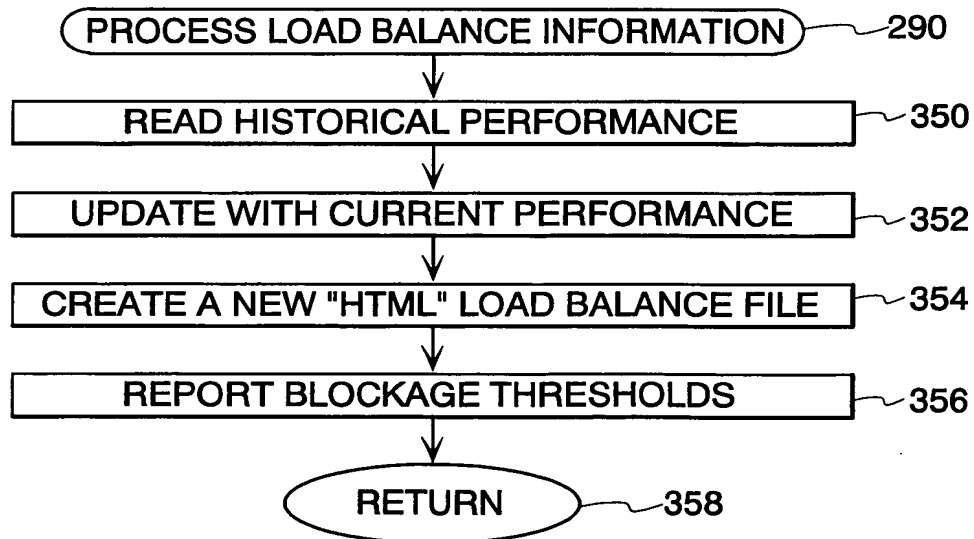 PROCESS LOAD BALANCE INFORMATION 290
READ HISTORICAL PERFORMANCE 350
UPDATE WITH CURRENT PERFORMANCE 352
CREATE A NEW "HTML" LOAD BALANCE FILE 354
REPORT BLOCKAGE THRESHOLDS 356
RETURN 358